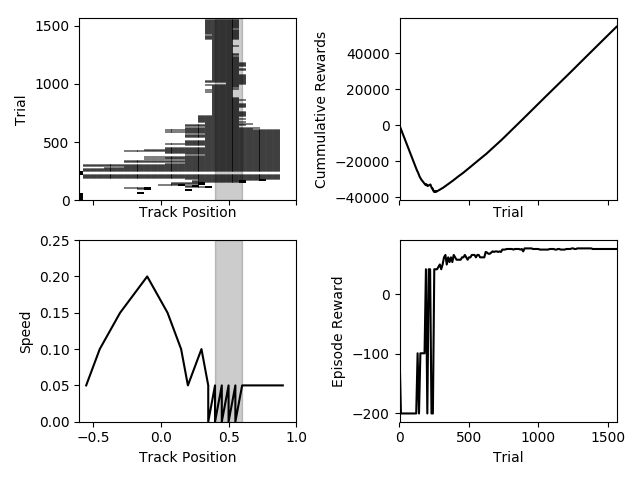 1500
1000
500
0
Trial
Track Position
40000
20000
0
−20000
−40000
Cummulative Rewards
Trial
0.25
0.20
0.15
0.10
0.05
0.00
Speed
−0.5 0.0 0.5 1.0
Track Position
0
−100
−200
Episode Reward
0 500 1000 1500
Trial